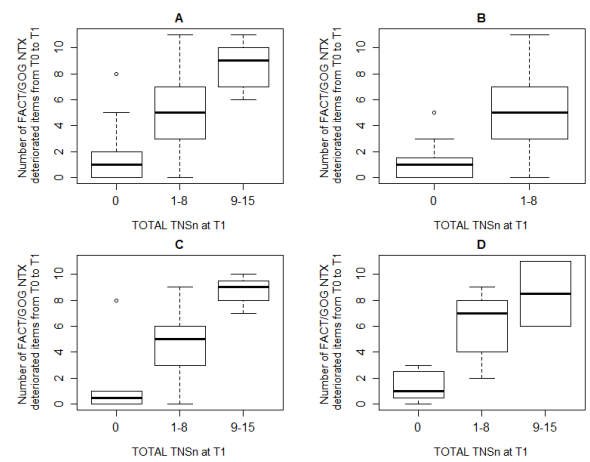 A
Number of FACT/GOG NTX
deteriorated items from T0 to T1
0 2 4 6 8 10
0 1-8 9-15
TOTAL TNSn at T1
B
Number of FACT/GOG NTX
deteriorated items from T0 to T1
0 2 4 6 8 10
0 1-8
TOTAL TNSn at T1
C
Number of FACT/GOG NTX
deteriorated items from T0 to T1
0 2 4 6 8 10
0 1-8 9-15
TOTAL TNSn at T1
D
Number of FACT/GOG NTX
deteriorated items from T0 to T1
0 2 4 6 8 10
0 1-8 9-15
TOTAL TNSn at T1